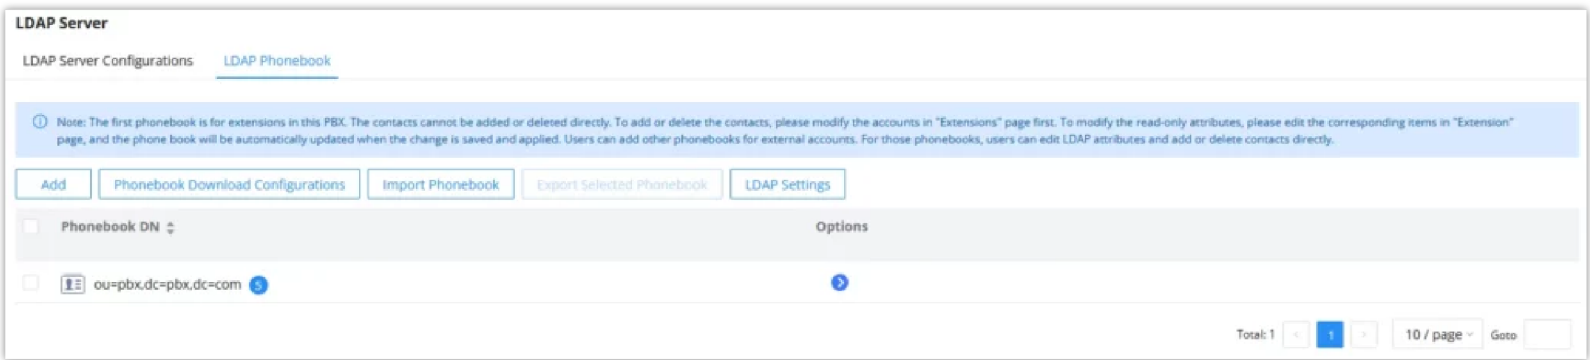 LDAP Server
LDAP Server Configurations LDAP Phonebook
Note: The first phonebook is for extensions in this PBX. The contacts cannot be added or deleted directly. To add or delete the contacts, please modify the accounts in "Extensions" page first. To modify the read-only attributes, please edit the corresponding items in "Extension"
page, and the phone book will be automatically updated when the change is saved and applied. Users can add other phonebooks for external accounts. For those phonebooks, users can edit LDAP attributes and add or delete contacts directly.
Add Phonebook Download Configurations Import Phonebook Export Selected Phonebook LDAP Settings
Phonebook DN Options
ou=pbx,dc=pbx,dc=com 5
Total: 1 < 1 > 10 / page Goto